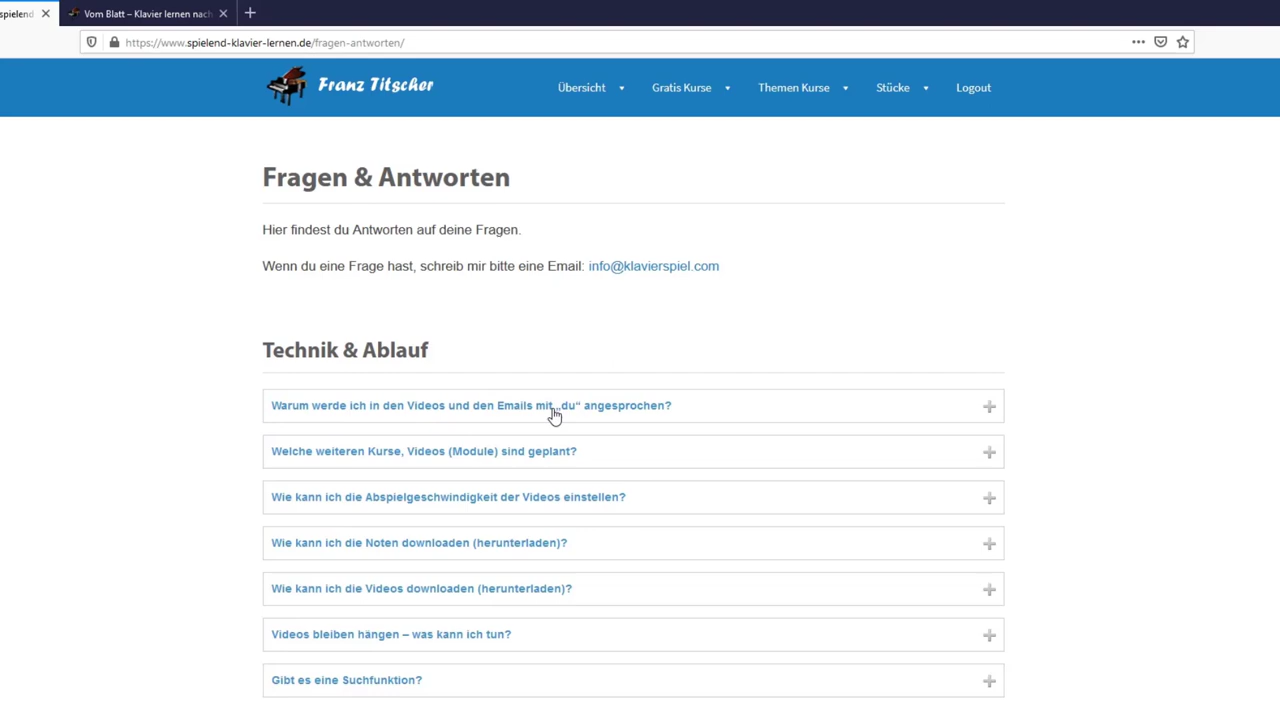 spielend
Vom Blatt – Klavier lernen nach
https://www.spielend-klavier-lernen.de/fragen-antworten/
Franz Titscher
Übersicht
Gratis Kurse
Themen Kurse
Stücke
Logout
Fragen & Antworten
Hier findest du Antworten auf deine Fragen.
Wenn du eine Frage hast, schreib mir bitte eine Email: info@klavierspiel.com
Technik & Ablauf
Warum werde ich in den Videos und den Emails mit „du“ angesprochen?
Welche weiteren Kurse, Videos (Module) sind geplant?
Wie kann ich die Abspielgeschwindigkeit der Videos einstellen?
Wie kann ich die Noten downloaden (herunterladen)?
Wie kann ich die Videos downloaden (herunterladen)?
Videos bleiben hängen – was kann ich tun?
Gibt es eine Suchfunktion?